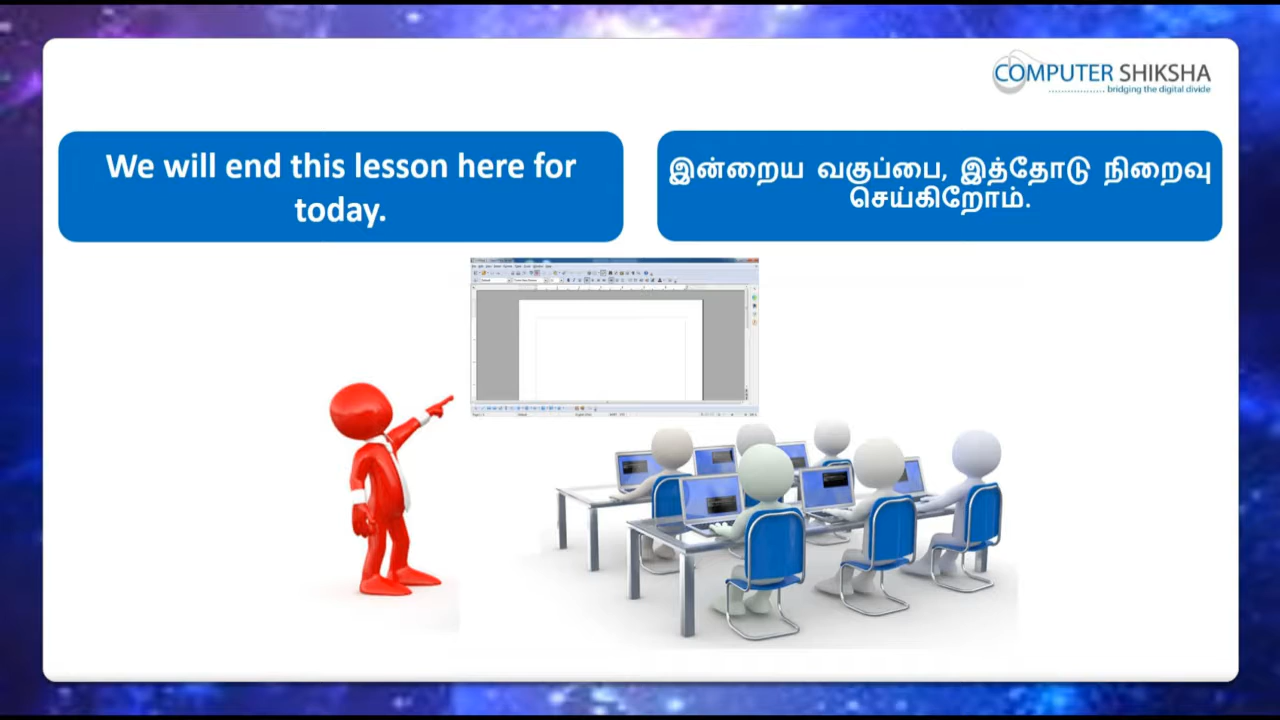 COMPUTER SHIKSHA
bridging the digital divide
We will end this lesson here for
today.
இன்றைய வகுப்பை, இத்தோடு நிறைவு
செய்கிறோம்.